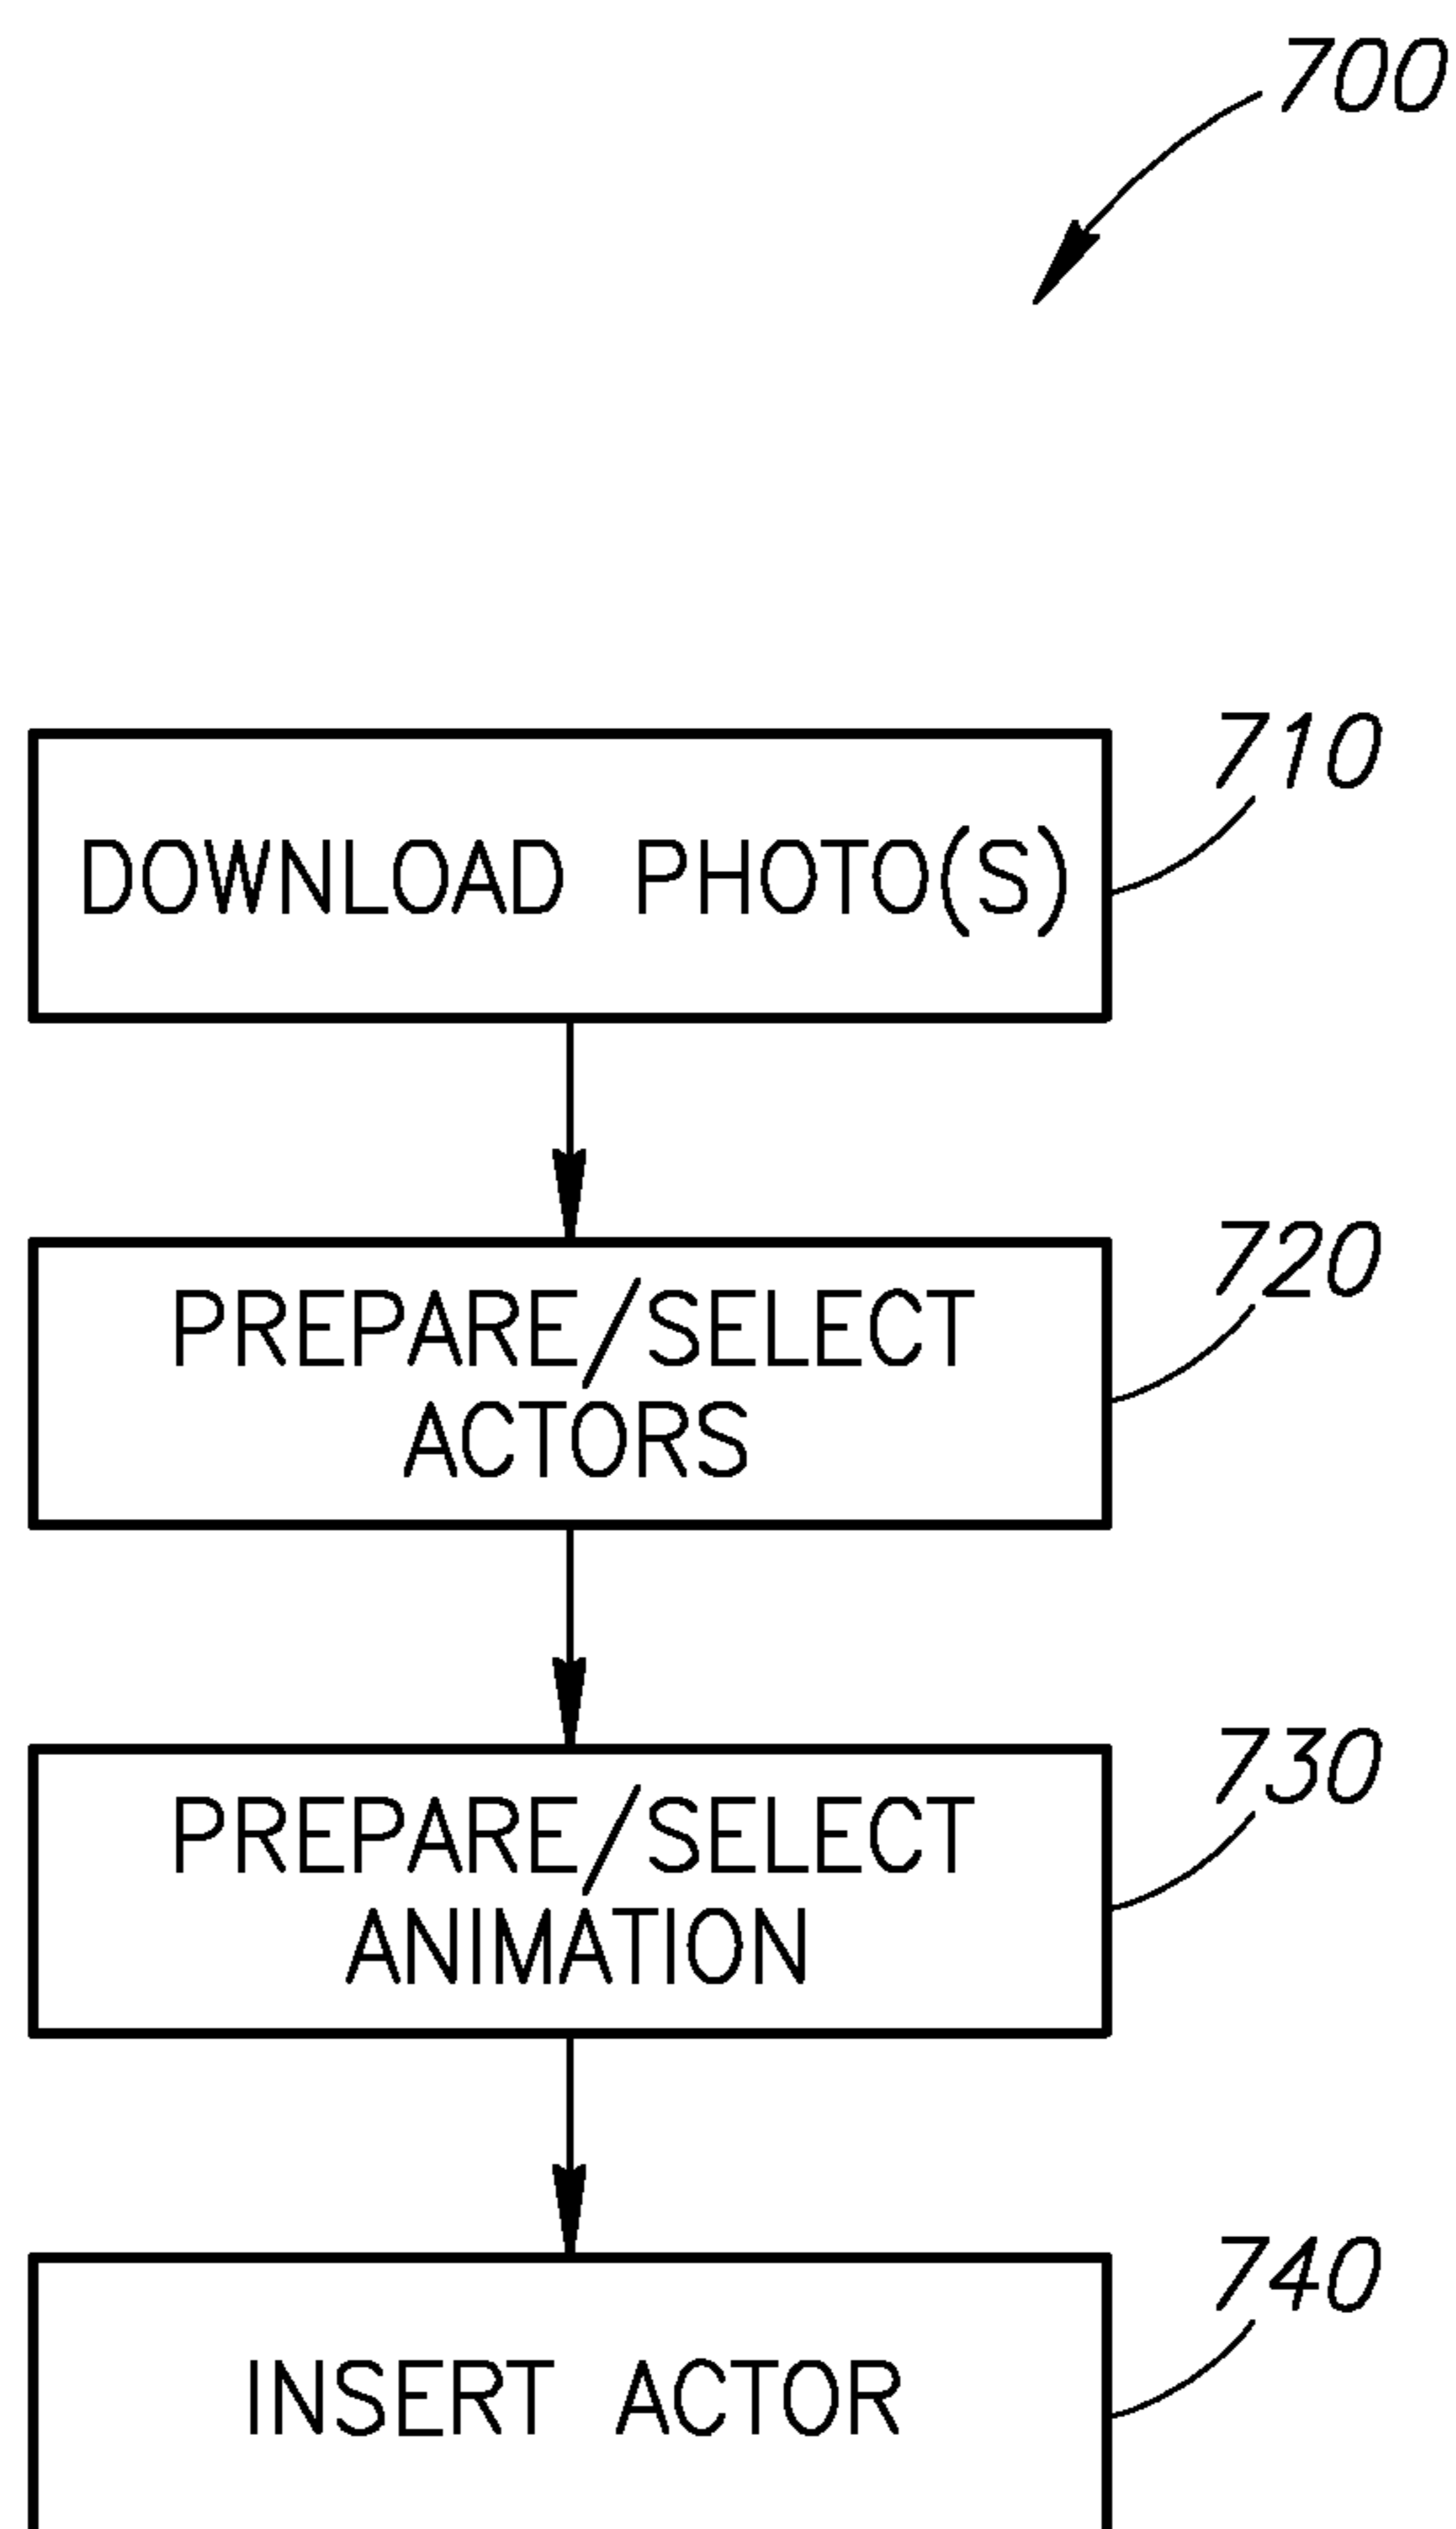 700
710
DOWNLOAD PHOTO(S)
720
PREPARE/SELECT
ACTORS
730
PREPARE/SELECT
ANIMATION
740
INSERT ACTOR